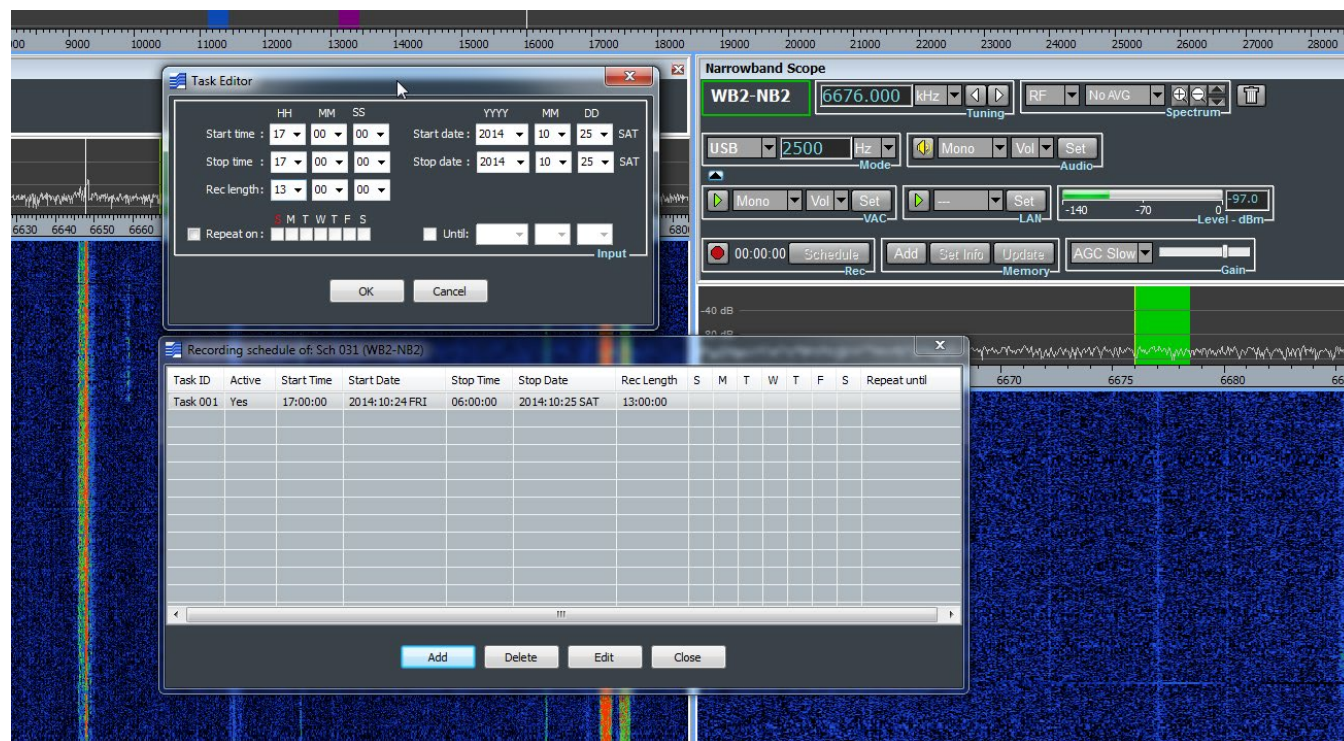 00 9000 10000 11000 12000 13000 14000 15000 16000 17000 18000 19000 20000 21000 22000 23000 24000 25000 26000 27000 28000
Task Editor
HH MM SS YYYY MM DD
Start time : 17 00 00 Start date : 2014 10 25 SAT
Stop time : 17 00 00 Stop date : 2014 10 25 SAT
Rec length : 13 00 00
S M T W T F S
Repeat on : Until:
Input
OK Cancel
6630 6640 6650 6660 680
Narrowband Scope
WB2-NB2 6676.000 kHz Tuning RF No AVG Spectrum
USB 2500 Hz Mode Mono Vol Set Audio
Mono Vol Set VAC --- Set LAN -140 -70 0 -97.0 Level - dBm
00:00:00 Schedule Rec Add Set Info Update Memory AGC Slow Gain
-40 dB
-80 dB
6670 6675 6680 66
Recording schedule of: Sch 031 (WB2-NB2)
Task ID Active Start Time Start Date Stop Time Stop Date Rec Length S M T W T F S Repeat until
Task 001 Yes 17:00:00 2014:10:24 FRI 06:00:00 2014:10:25 SAT 13:00:00
Add Delete Edit Close